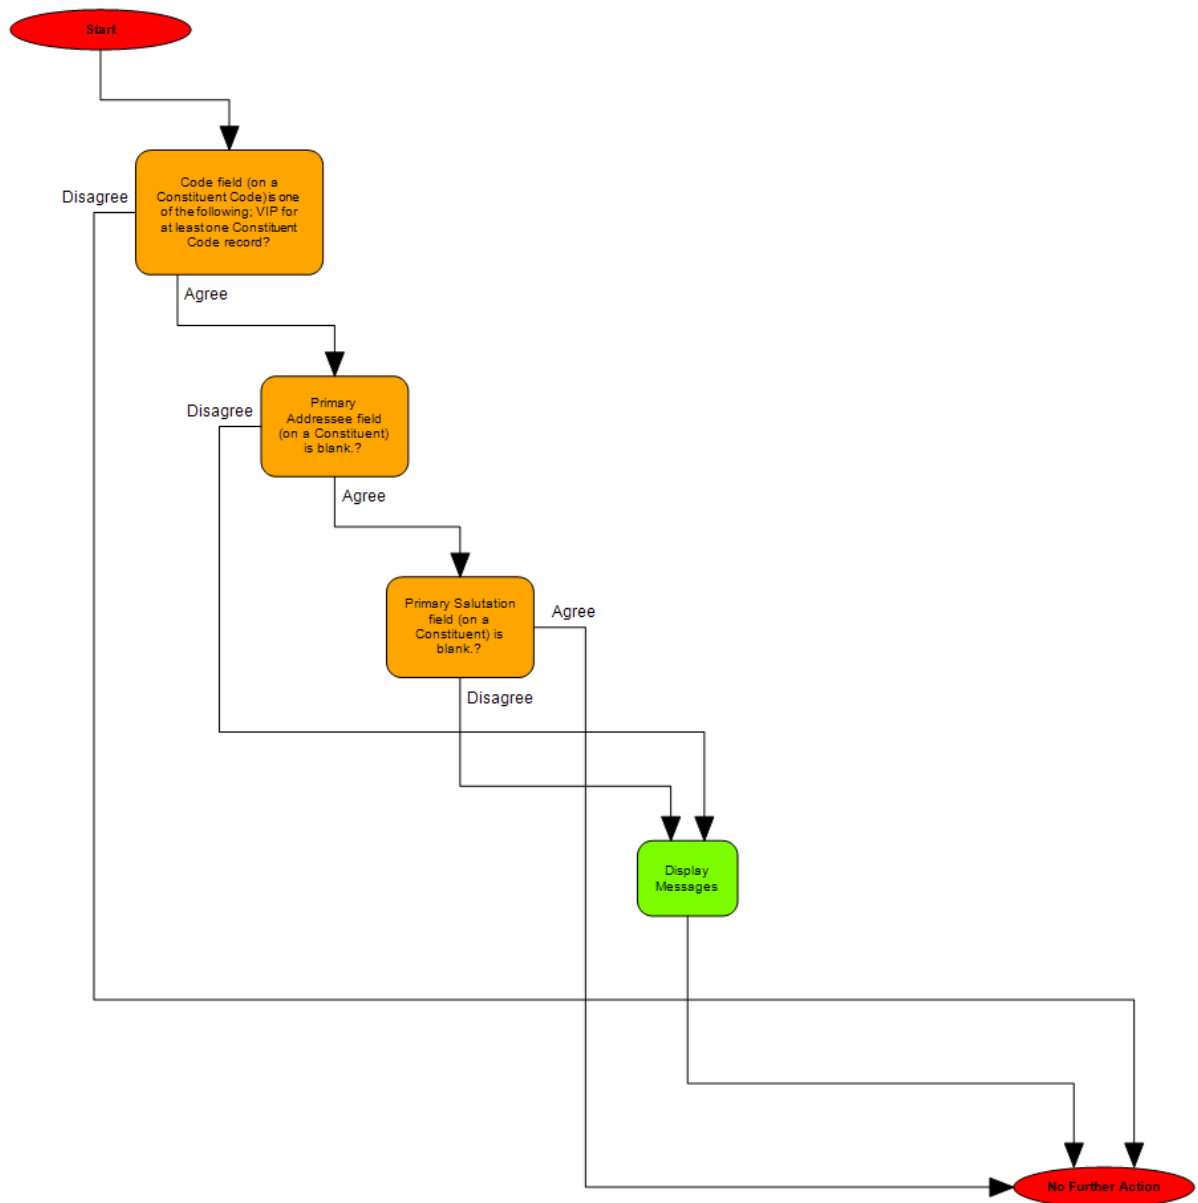 Start
Code field (on a
Constituent Code)is one
of the following; VIP for
at least one Constituent
Code record?
Disagree
Agree
Primary
Addressee field
(on a Constituent)
is blank.?
Disagree
Agree
Primary Salutation
field (on a
Constituent) is
blank.?
Agree
Disagree
Display
Messages
No Further Action